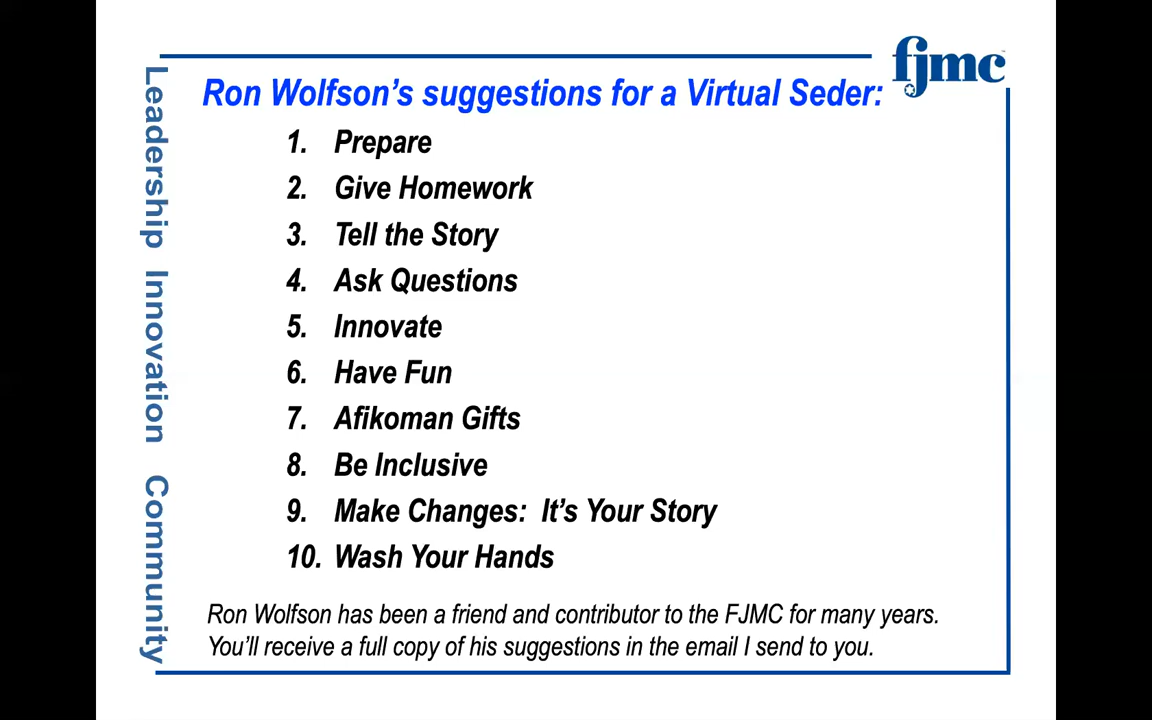 fjmc
Ron Wolfson’s suggestions for a Virtual Seder:
1. Prepare
2. Give Homework
3. Tell the Story
4. Ask Questions
5. Innovate
6. Have Fun
7. Afikoman Gifts
8. Be Inclusive
9. Make Changes: It’s Your Story
10. Wash Your Hands
Ron Wolfson has been a friend and contributor to the FJMC for many years.
You’ll receive a full copy of his suggestions in the email I send to you.
Leadership Innovation Community